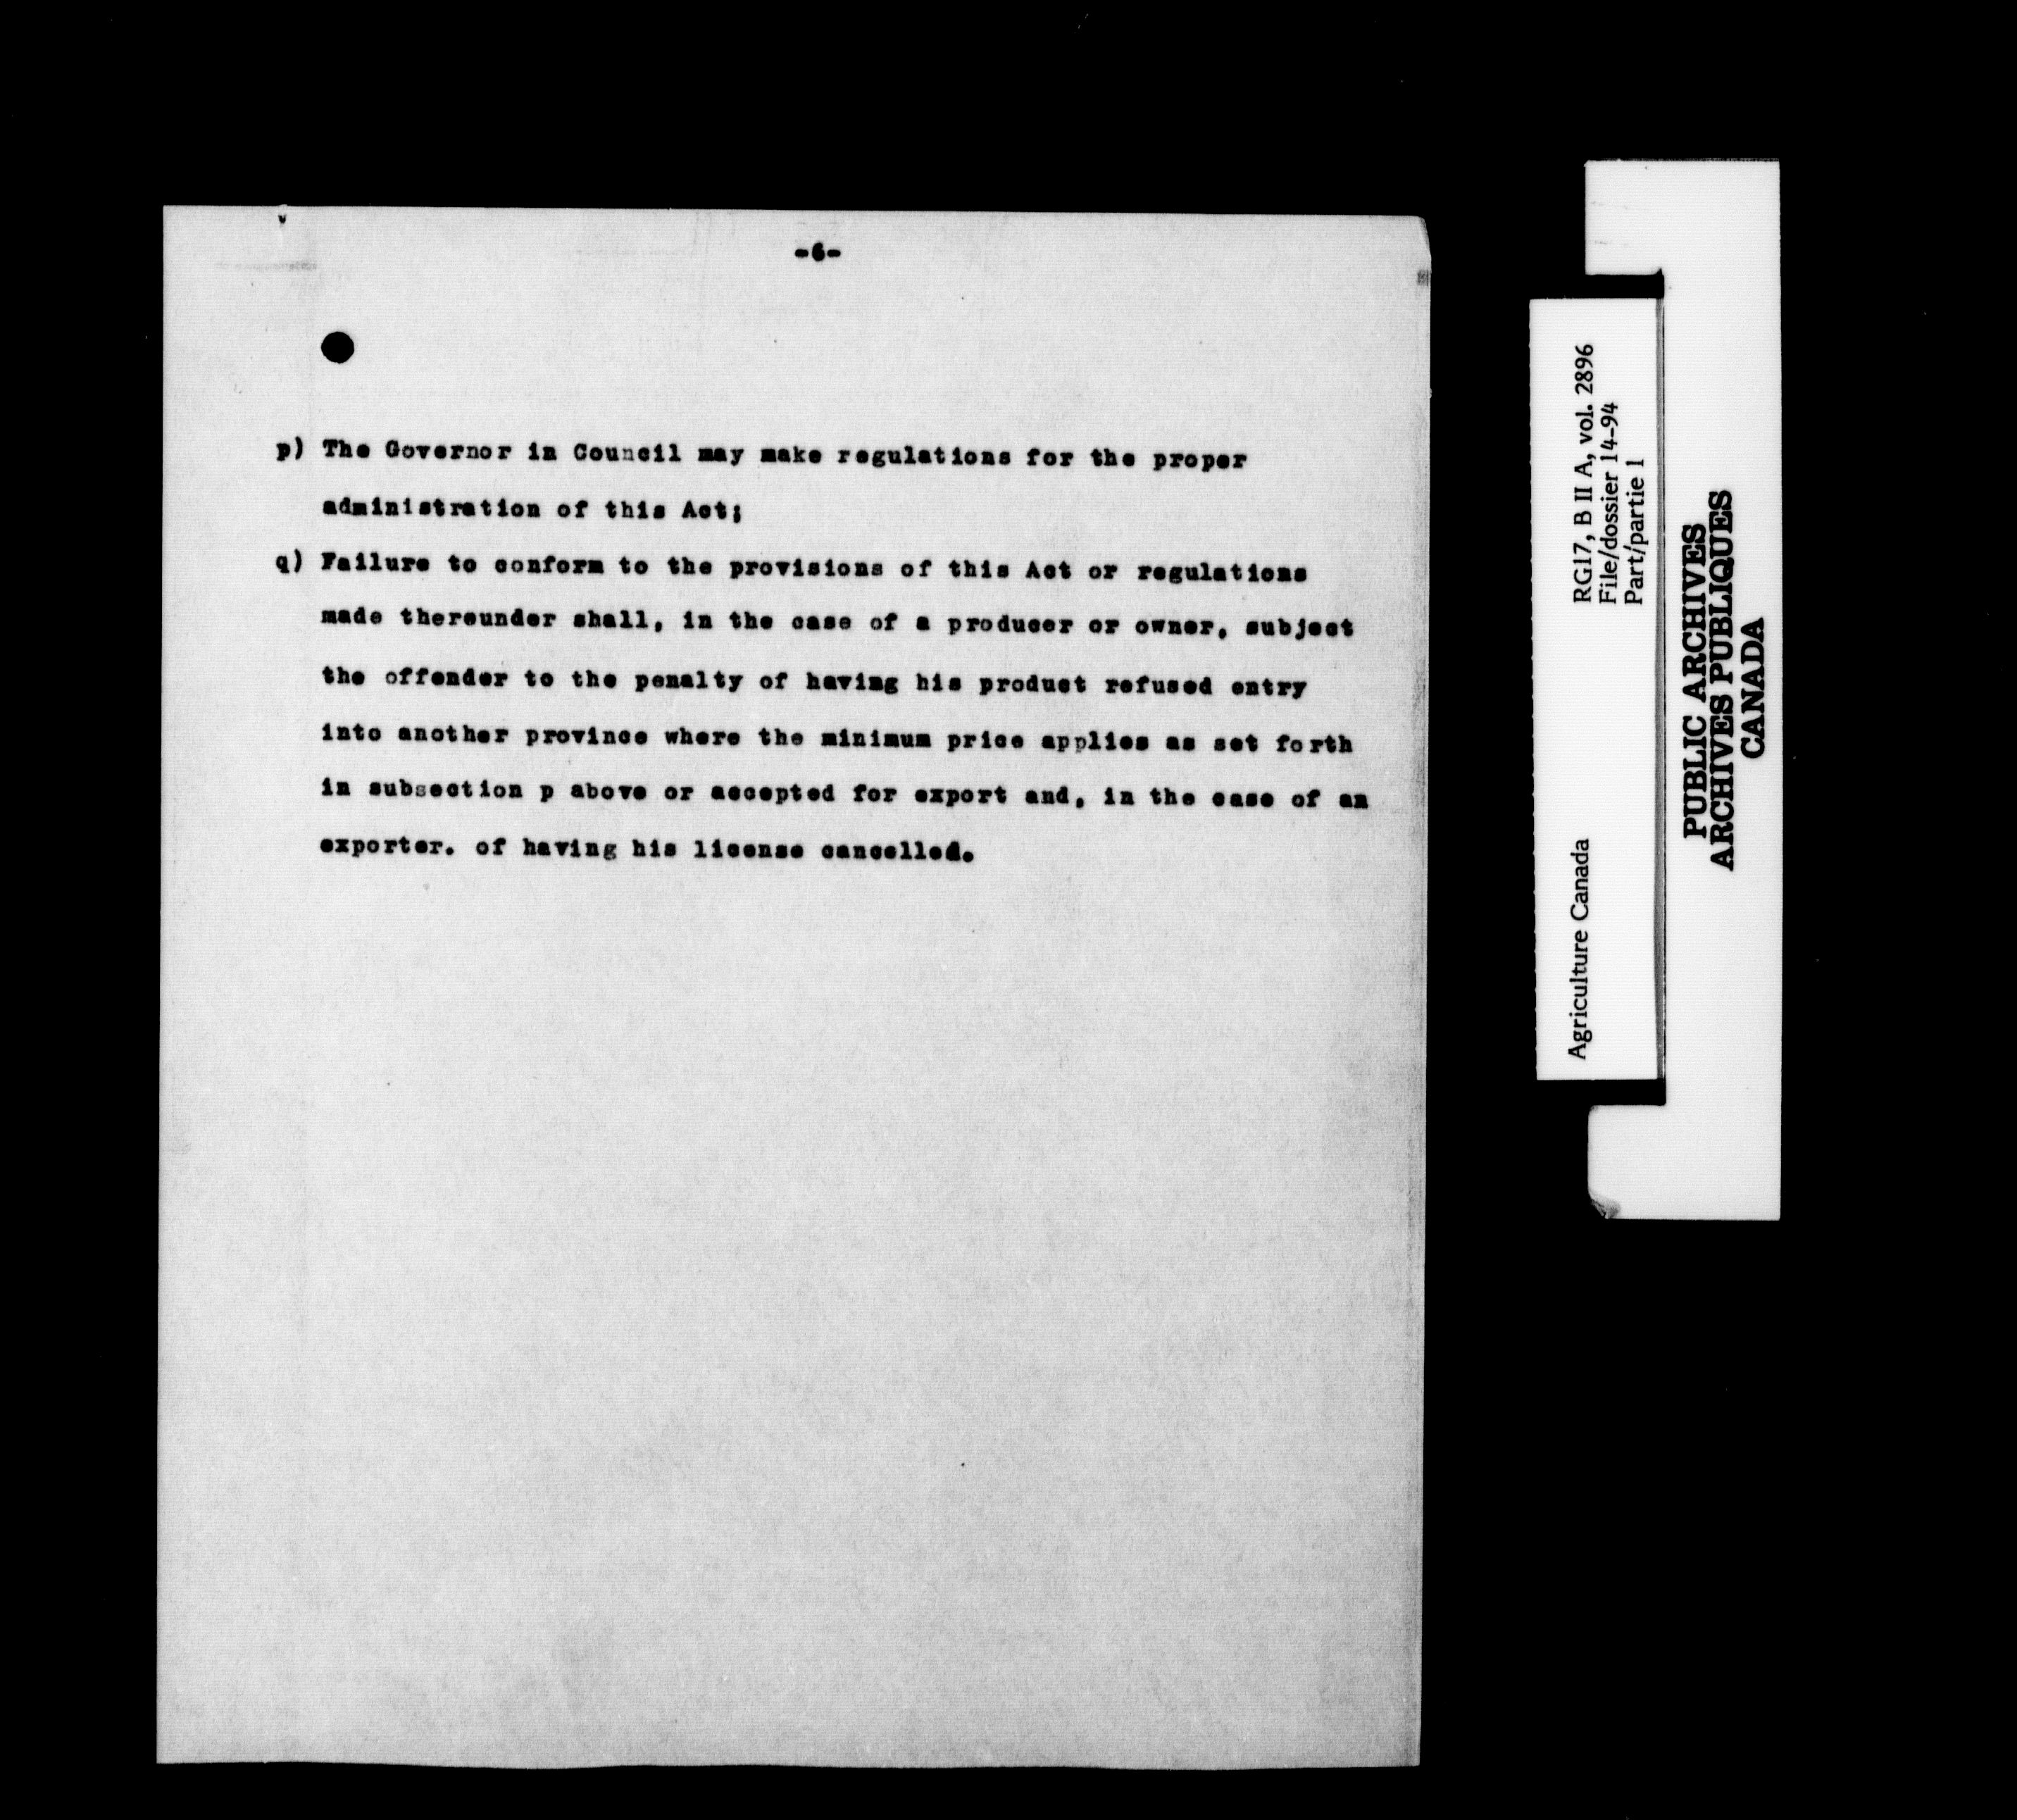 -6-
p) The Governor in Council may make regulations for the proper
administration of this Act;
q) Failure to conform to the provisions of this Act or regulations
made thereunder shall, in the case of a producer or owner, subject
the offender to the penalty of having his product refused entry
into another province where the minimum price applies as set forth
in subsection p above or accepted for export and, in the case of an
exporter. of having his license cancelled.
RG17, B II A, vol. 2896
File/dossier 14-94
Part/partie 1
Agriculture Canada
PUBLIC ARCHIVES
ARCHIVES PUBLIQUES
CANADA